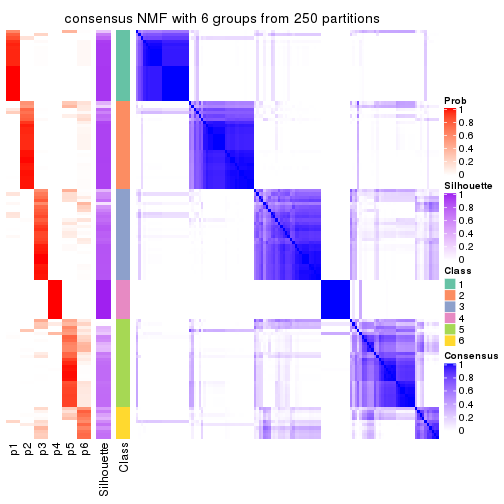 consensus NMF with 6 groups from 250 partitions
Prob
1
0.8
0.6
0.4
0.2
0
Silhouette
1
0.8
0.6
0.4
0.2
0
Class
1
2
3
4
5
6
Consensus
1
0.8
0.6
0.4
0.2
0
p1
p2
p3
p4
p5
p6
Silhouette
Class